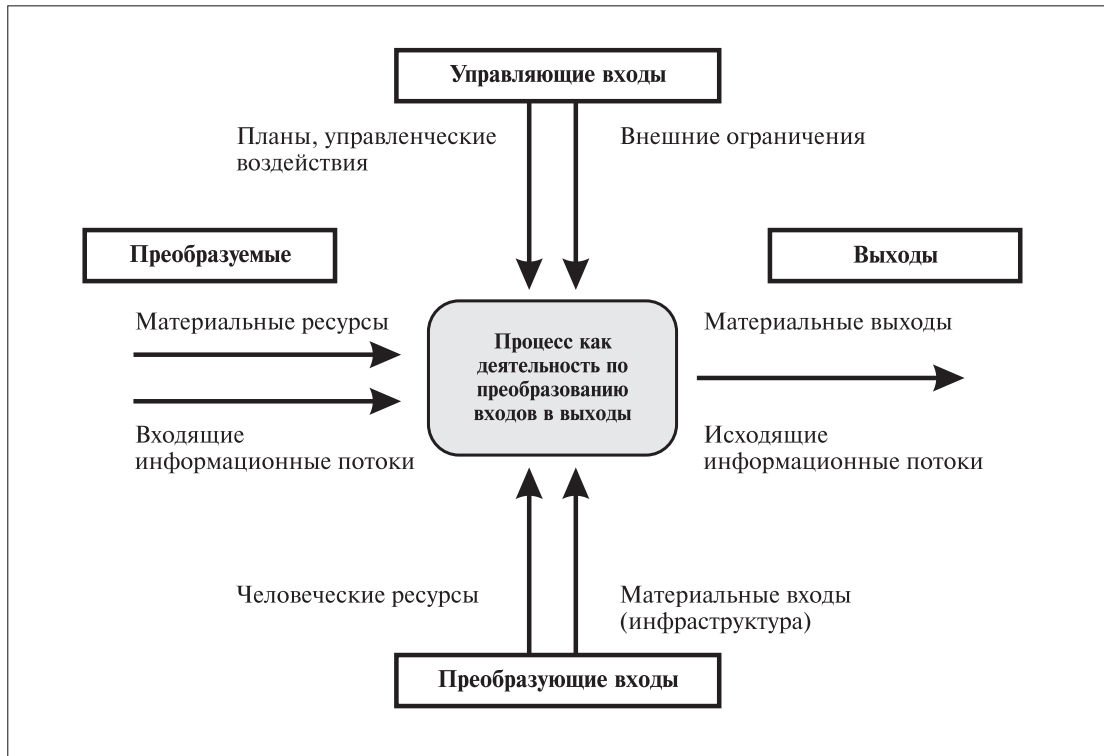 Управляющие входы
Планы, управленческие
воздействия
Внешние ограничения
Преобразуемые
Выходы
Материальные ресурсы
Входящие
информационные потоки
Процесс как
деятельность по
преобразованию
входов в выходы
Материальные выходы
Исходящие
информационные потоки
Человеческие ресурсы
Материальные входы
(инфраструктура)
Преобразующие входы